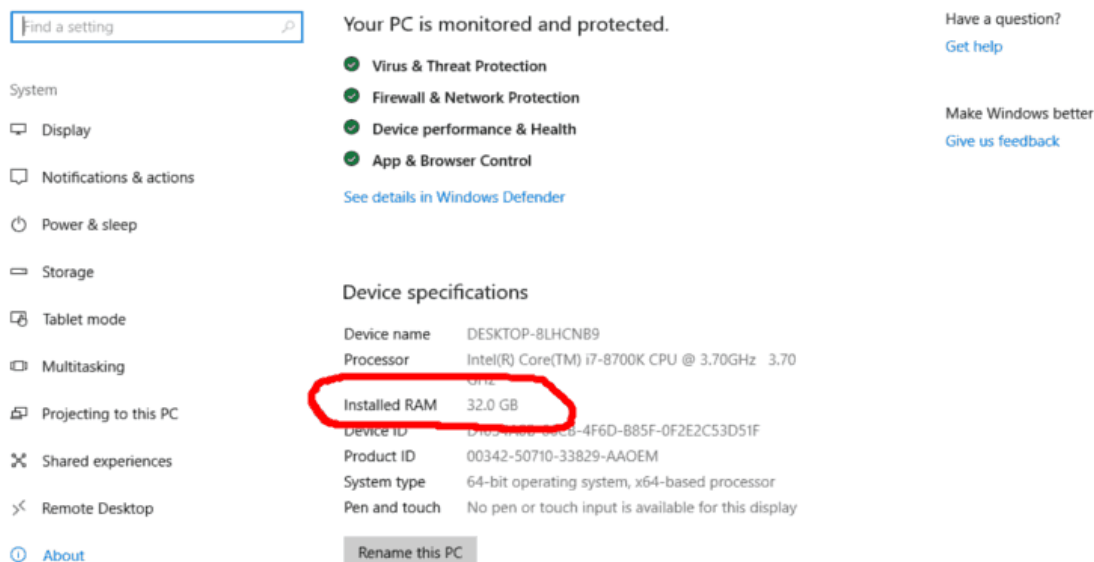 Find a setting
System
Display
Notifications & actions
Power & sleep
Storage
Tablet mode
Multitasking
Projecting to this PC
Shared experiences
Remote Desktop
About
Your PC is monitored and protected.
Virus & Threat Protection
Firewall & Network Protection
Device performance & Health
App & Browser Control
See details in Windows Defender
Device specifications
Device name DESKTOP-8LHCNB9
Processor Intel(R) Core(TM) i7-8700K CPU @ 3.70GHz 3.70
GHz
Installed RAM 32.0 GB
Device ID
Product ID 00342-50710-33829-AAOEM
System type 64-bit operating system, x64-based processor
Pen and touch No pen or touch input is available for this display
Rename this PC
Have a question?
Get help
Make Windows better
Give us feedback